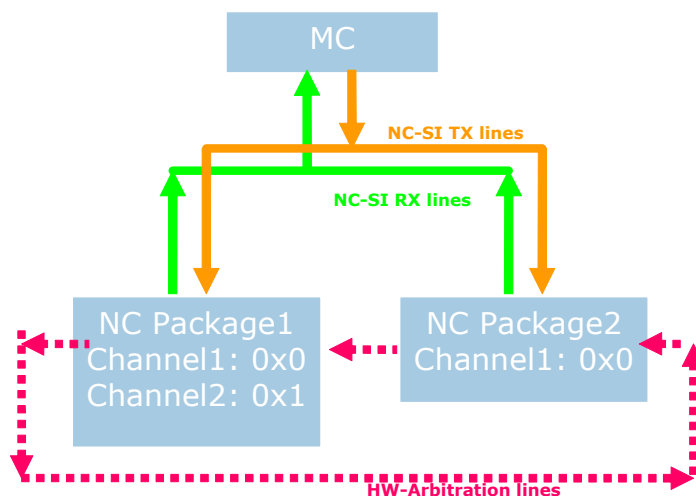 MC
NC-SI TX lines
NC-SI RX lines
NC Package1
Channel1: 0x0
Channel2: 0x1
NC Package2
Channel1: 0x0
HW-Arbitration lines